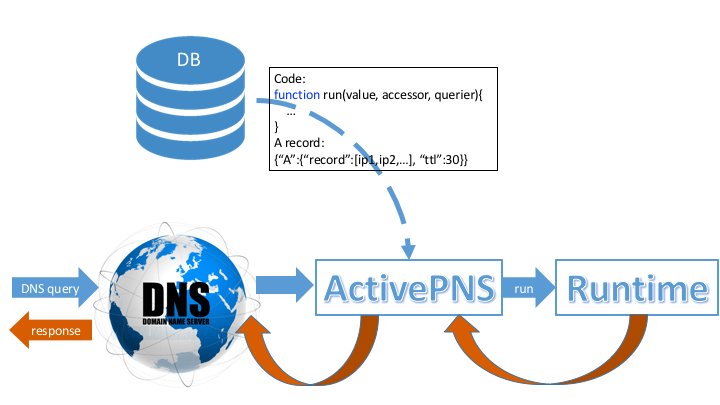 DB
Code:
function run(value, accessor, querier){
...
}
A record:
{“A”:{“record”:[ip1,ip2,...], “ttl”:30}}
DNS query
response
DNS
DOMAIN NAME SERVER
ActivePNS
run
Runtime